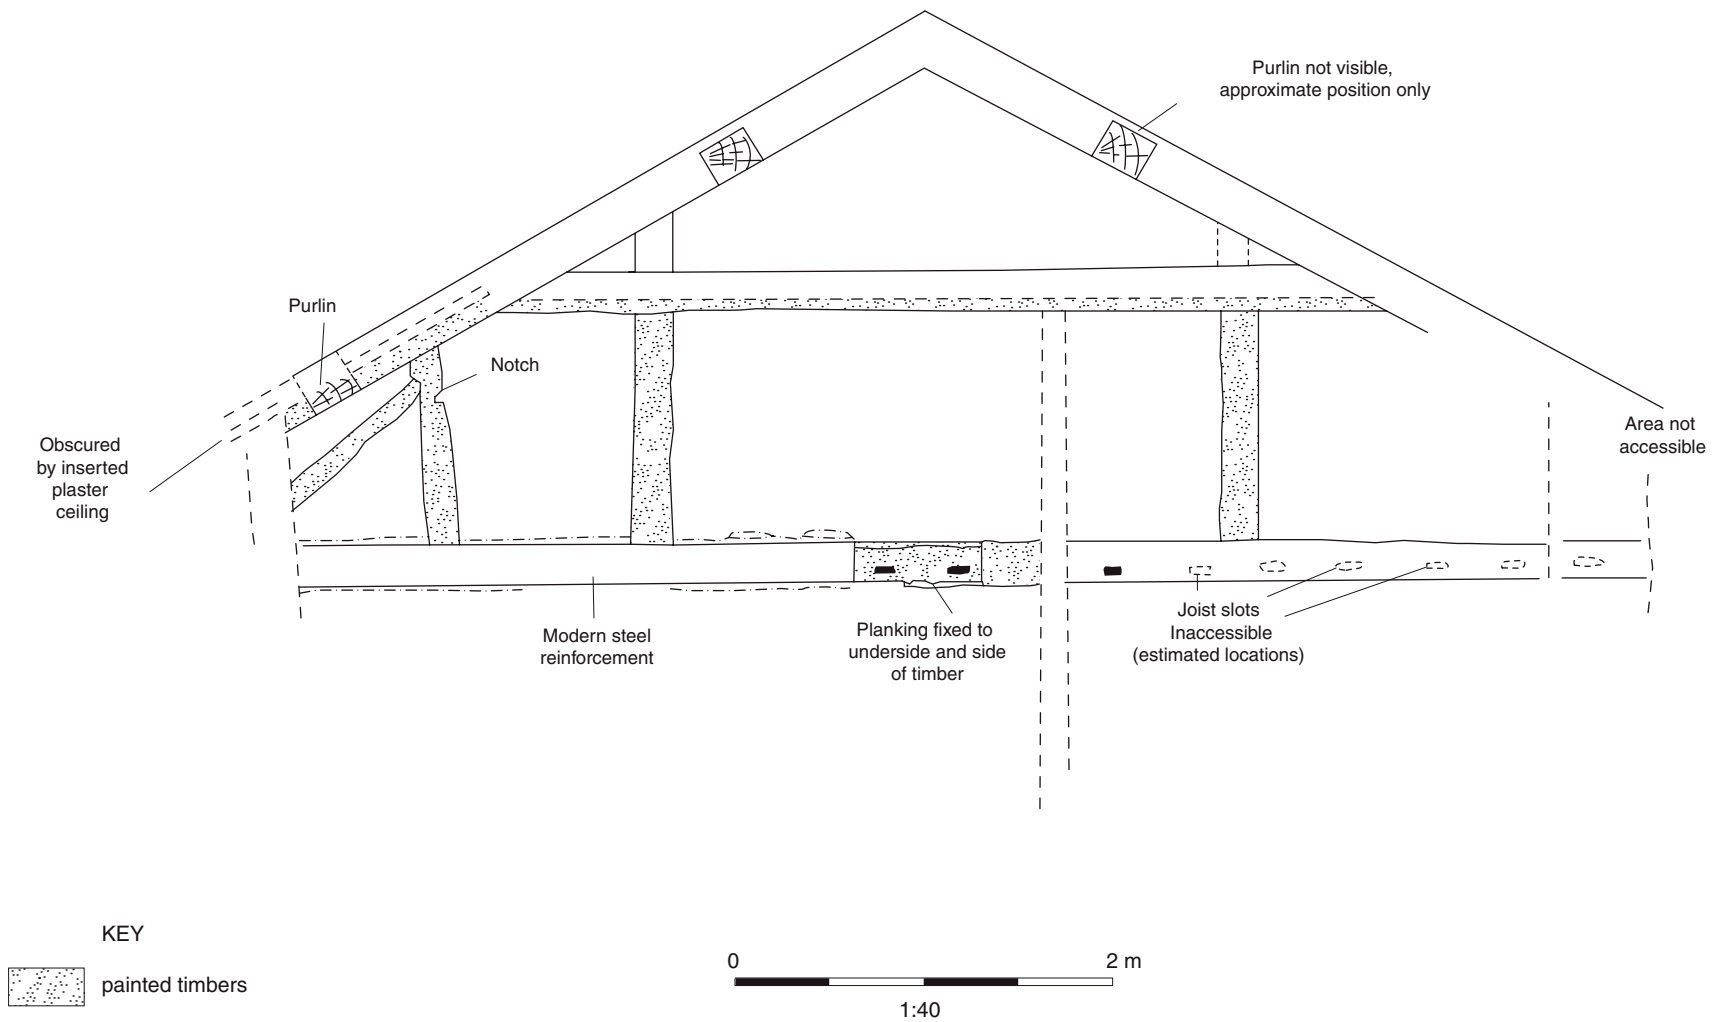 Purlin not visible,
approximate position only
Purlin
Notch
Obscured
by inserted
plaster
ceiling
Area not
accessible
Modern steel
reinforcement
Planking fixed to
underside and side
of timber
Joist slots
Inaccessible
(estimated locations)
KEY
painted timbers
0
2 m
1:40